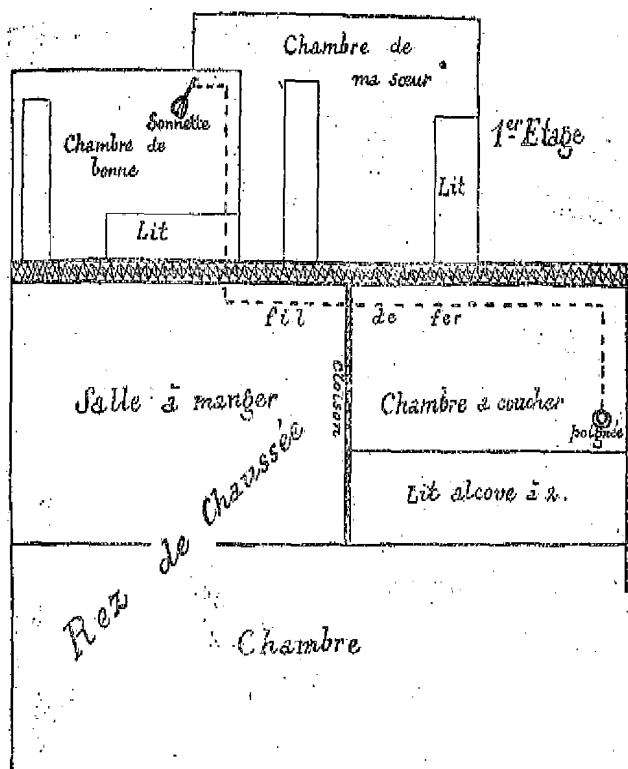 Chambre de
ma sœur
Sonnette
Chambre de
bonne
1er Etage
Lit
Lit
fil de fer
Cloison
Salle à manger
Chambre a coucher
poignée
Lit alcove à 2.
Rez de Chaussée
Chambre